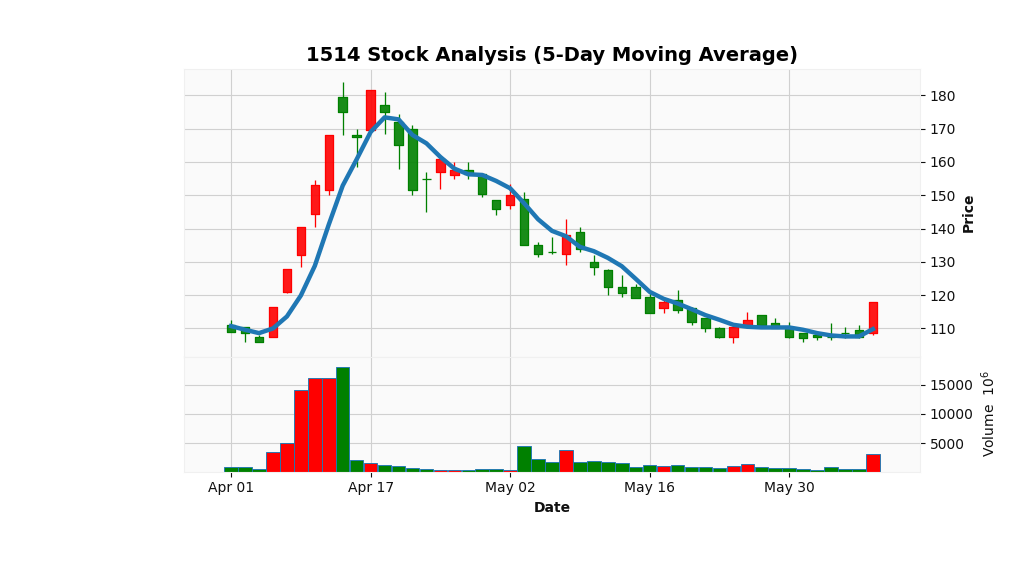 1514 Stock Analysis (5-Day Moving Average)
180
170
160
150
140
130
120
110
Price
15000
10000
5000
Volume 10^6
Apr 01
Apr 17
May 02
May 16
May 30
Date